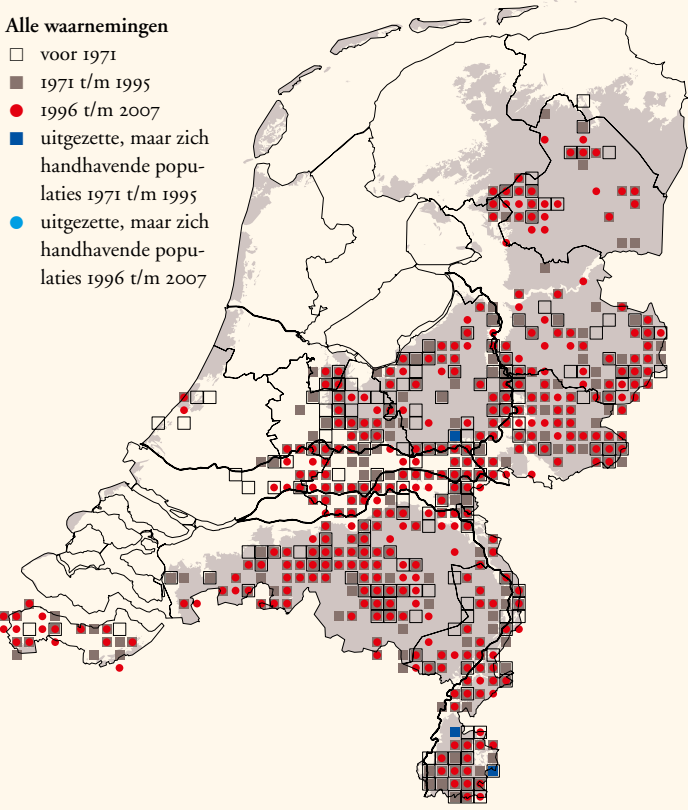 Alle waarnemingen
voor 1971
1971 t/m 1995
1996 t/m 2007
uitgezette, maar zich
handhavende popu-
laties 1971 t/m 1995
uitgezette, maar zich
handhavende popu-
laties 1996 t/m 2007